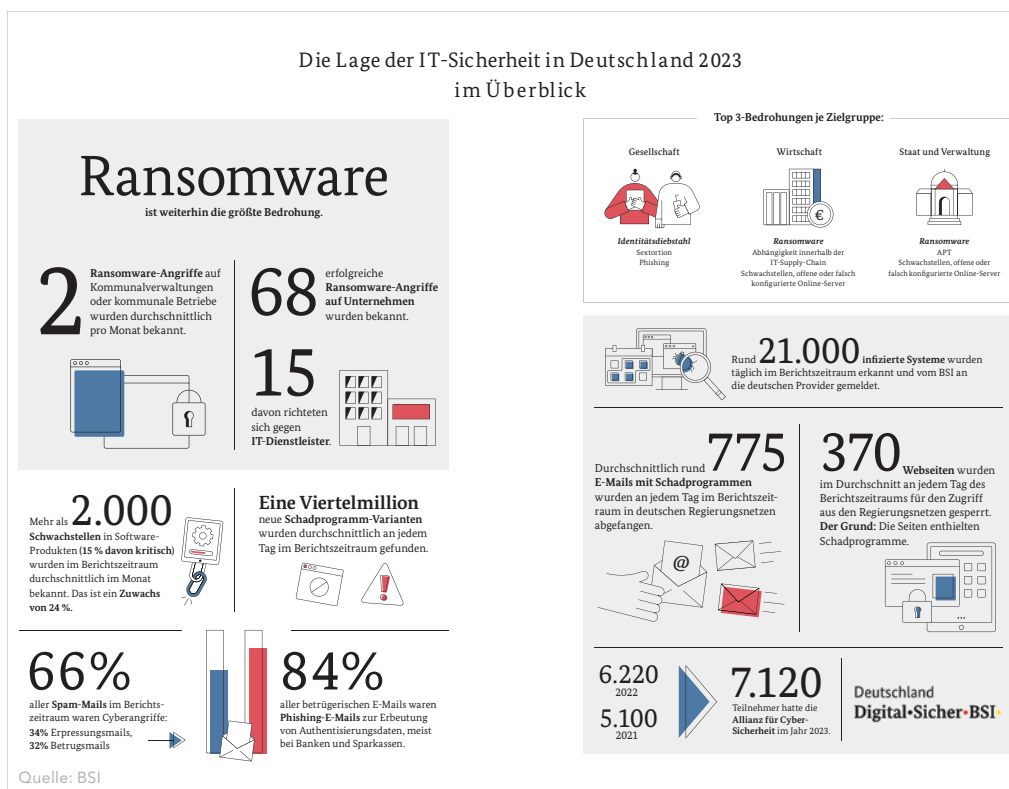 Die Lage der IT-Sicherheit in Deutschland 2023
im Überblick
Ransomware
ist weiterhin die größte Bedrohung.
2
Ransomware-Angriffe auf
Kommunalverwaltungen
oder kommunale Betriebe
wurden durchschnittlich
pro Monat bekannt.
68
erfolgreiche
Ransomware-Angriffe
auf Unternehmen
wurden bekannt.
15
davon richteten
sich gegen
IT-Dienstleister.
Mehr als 2.000
Schwachstellen in Software-
Produkten (15 % davon kritisch)
wurden im Berichtszeitraum
durchschnittlich im Monat
bekannt. Das ist ein Zuwachs
von 24 %.
Eine Viertelmillion
neue Schadprogramm-Varianten
wurden durchschnittlich an jedem
Tag im Berichtszeitraum gefunden.
66%
aller Spam-Mails im Berichts-
zeitraum waren Cyberangriffe:
34% Erpressungsmails,
32% Betrugsmails
84%
aller betrügerischen E-Mails waren
Phishing-E-Mails zur Erbeutung
von Authentisierungsdaten, meist
bei Banken und Sparkassen.
Top 3-Bedrohungen je Zielgruppe:
Gesellschaft
Identitätsdiebstahl
Sextortion
Phishing
Wirtschaft
€
Ransomware
Abhängigkeit innerhalb der
IT-Supply-Chain
Schwachstellen, offene oder falsch
konfigurierte Online-Server
Staat und Verwaltung
Ransomware
APT
Schwachstellen, offene oder
falsch konfigurierte Online-Server
Rund 21.000 infizierte Systeme wurden
täglich im Berichtszeitraum erkannt und vom BSI an
die deutschen Provider gemeldet.
Durchschnittlich rund 775
E-Mails mit Schadprogrammen
wurden an jedem Tag im Berichtszeit-
raum in deutschen Regierungsnetzen
abgefangen.
@
370 Webseiten wurden
im Durchschnitt an jedem Tag des
Berichtszeitraums für den Zugriff
aus den Regierungsnetzen gesperrt.
Der Grund: Die Seiten enthielten
Schadprogramme.
6.220
2022
5.100
2021
7.120
Teilnehmer hatte die
Allianz für Cyber-
Sicherheit im Jahr 2023.
Deutschland
Digital•Sicher•BSI•
Quelle: BSI